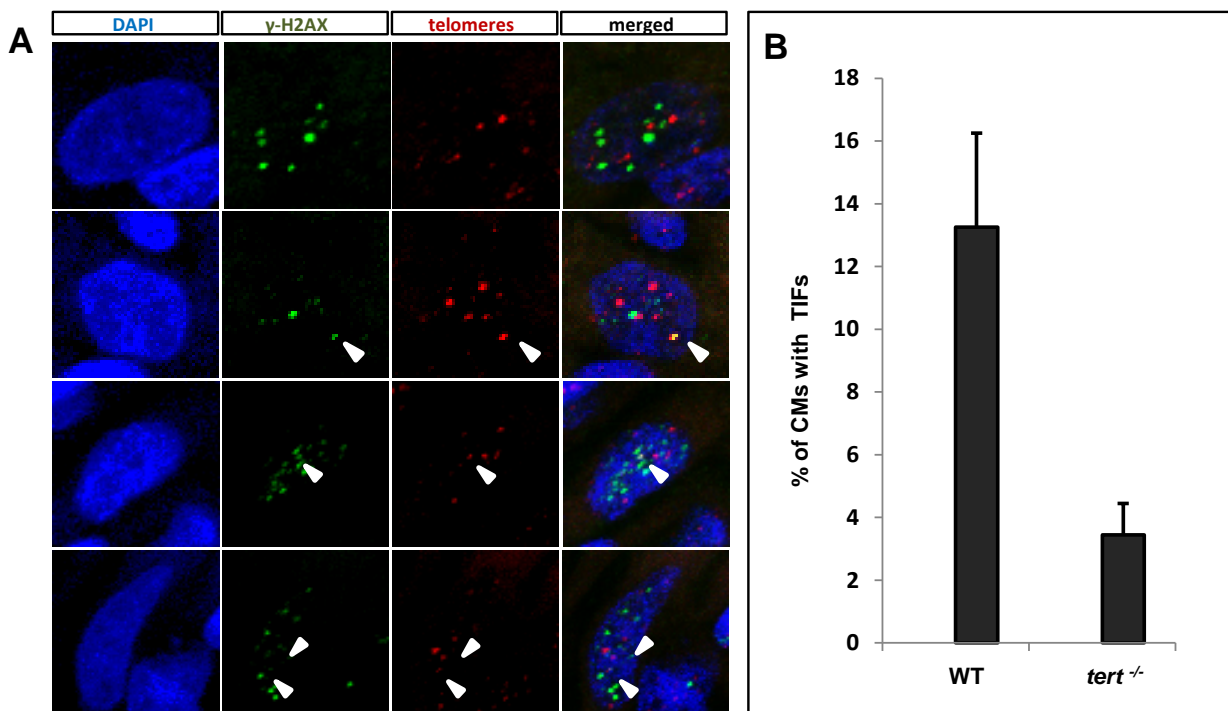 A
DAPI γ-H2AX telomeres merged
B
% of CMs with TIFs
18
16
14
12
10
8
6
4
2
0
WT tert -/-